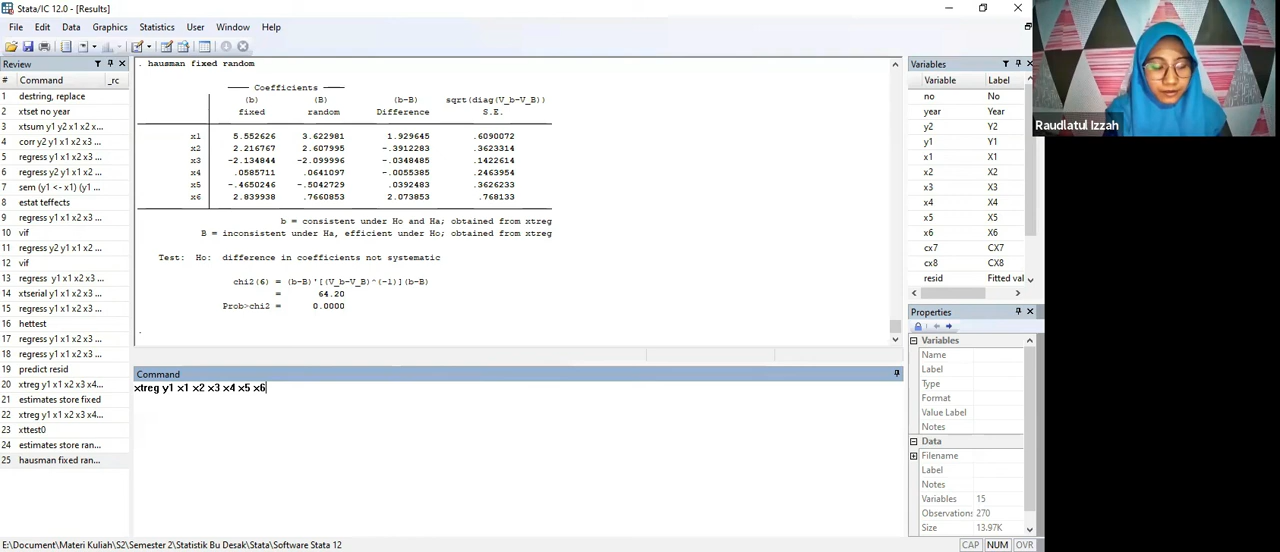 Stata/IC 12.0 - [Results]
File Edit Data Graphics Statistics User Window Help
Review
# Command _rc
1 destring, replace
2 xtset no year
3 xtsum y1 y2 x1 x2 x...
4 corr y2 y1 x1 x2 x3 ...
5 regress y1 x1 x2 x3 ...
6 regress y2 y1 x1 x2 ...
7 sem (y1 <- x1) (y1 ...
8 estat teffects
9 regress y1 x1 x2 x3 ...
10 vif
11 regress y2 y1 x1 x2 ...
12 vif
13 regress y1 x1 x2 x3 ...
14 xtserial y1 x1 x2 x3 ...
15 regress y1 x1 x2 x3 ...
16 hettest
17 regress y1 x1 x2 x3 ...
18 regress y1 x1 x2 x3 ...
19 predict resid
20 xtreg y1 x1 x2 x3 x4...
21 estimates store fixed
22 xtreg y1 x1 x2 x3 x4...
23 xttest0
24 estimates store ran...
25 hausman fixed ran...
. hausman fixed random
Coefficients
(b) (B) (b-B) sqrt(diag(V_b-V_B))
fixed random Difference S.E.
x1 5.552626 3.622981 1.929645 .6090072
x2 2.216767 2.607995 -.3912283 .3623314
x3 -2.134844 -2.099996 -.0348485 .1422614
x4 .0585711 .0641097 -.0055385 .2463954
x5 -.4650246 -.5042729 .0392483 .3626233
x6 2.839938 .7660853 2.073853 .768133
b = consistent under Ho and Ha; obtained from xtreg
B = inconsistent under Ha, efficient under Ho; obtained from xtreg
Test: Ho: difference in coefficients not systematic
chi2(6) = (b-B)'[(V_b-V_B)^(-1)](b-B)
= 64.20
Prob>chi2 = 0.0000
.
Command
xtreg y1 x1 x2 x3 x4 x5 x6
Variables
Variable Label
no No
year Year
y2 Y2
y1 Y1
x1 X1
x2 X2
x3 X3
x4 X4
x5 X5
x6 X6
cx7 CX7
cx8 CX8
resid Fitted val
Properties
Variables
Name
Label
Type
Format
Value Label
Notes
Data
Filename
Label
Notes
Variables 15
Observations 270
Size 13.97K
Raudlatul Izzah
E:\Document\Materi Kuliah\S2\Semester 2\Statistik Bu Desak\Stata\Software Stata 12
CAP NUM OVR